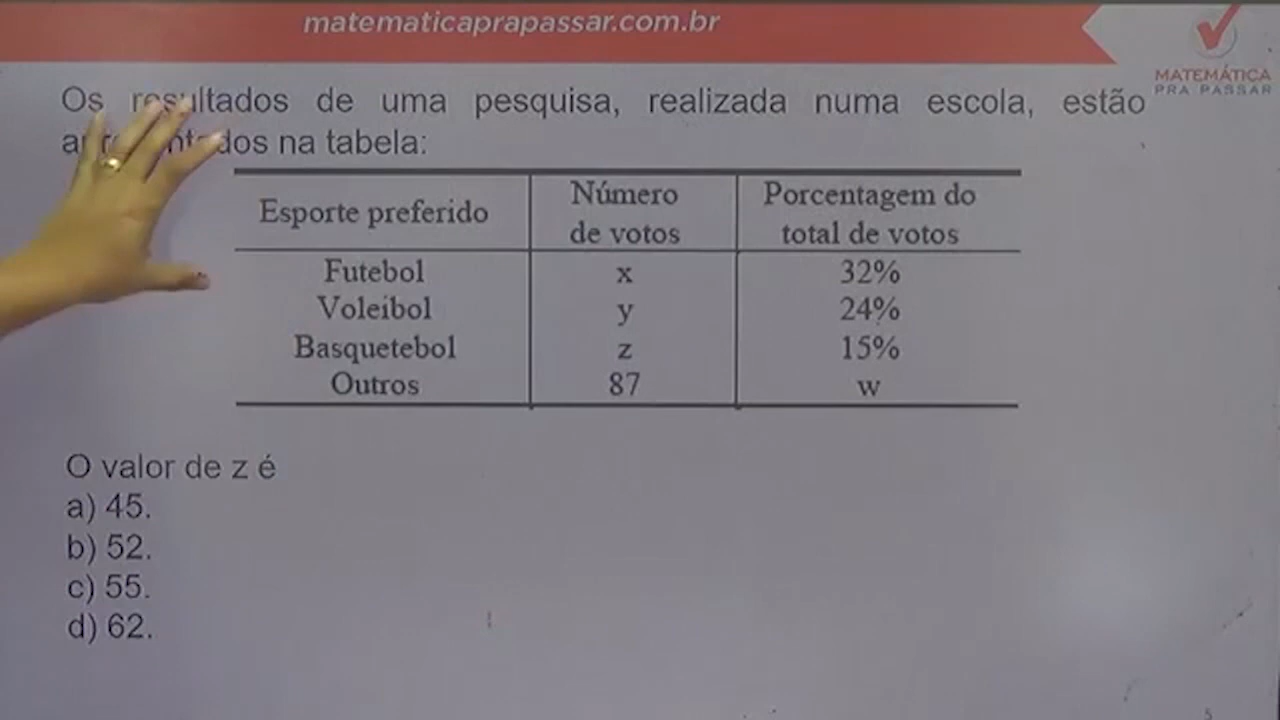 matematicaprapassar.com.br
MATEMÁTICA
PRA PASSAR
Os resultados de uma pesquisa, realizada numa escola, estão
apresentados na tabela:
Esporte preferido Número de votos Porcentagem do total de votos
Futebol x 32%
Voleibol y 24%
Basquetebol z 15%
Outros 87 w
O valor de z é
a) 45.
b) 52.
c) 55.
d) 62.